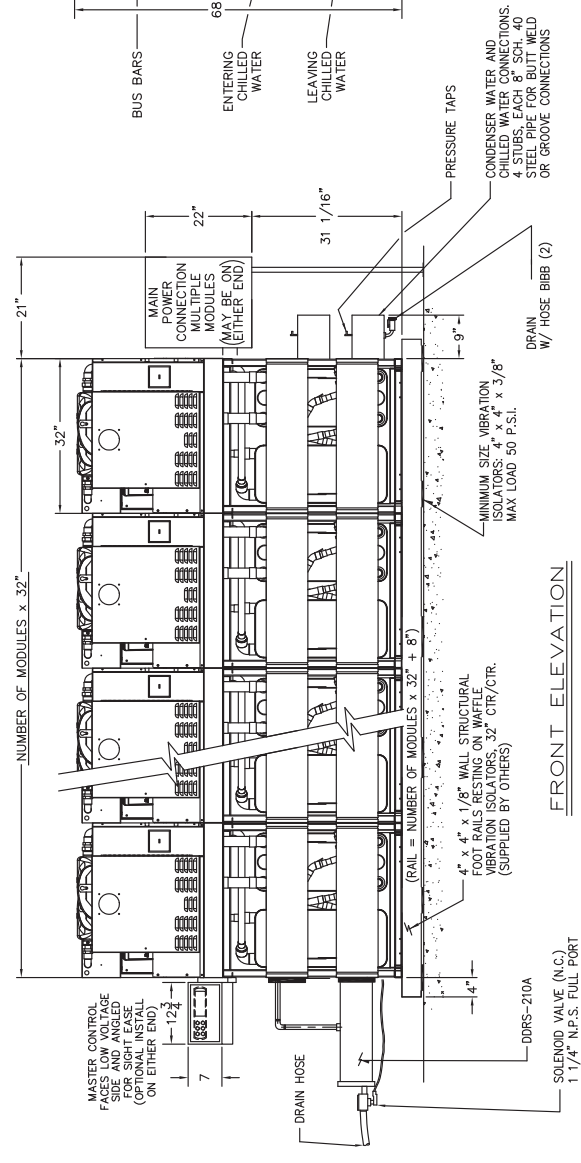 NUMBER OF MODULES x 32"
21"
32"
MAIN
POWER
CONNECTION
MULTIPLE
MODULES
(MAY BE ON
EITHER END)
22"
31 1/16"
MASTER CONTROL
FACES LOW VOLTAGE
SIDE AND ANGLED
FOR SIGHT EASE
(OPTIONAL INSTALL
ON EITHER END)
12 3/4"
7
DRAIN HOSE
4"
9"
(RAIL = NUMBER OF MODULES x 32" + 8")
4" x 4" x 1/8" WALL STRUCTURAL
FOOT RAILS RESTING ON WAFFLE
VIBRATION ISOLATORS, 32" CTR/CTR.
(SUPPLIED BY OTHERS)
MINIMUM SIZE VIBRATION
ISOLATORS: 4" x 4" x 3/8"
MAX LOAD 50 P.S.I.
DDRS-210A
SOLENOID VALVE (N.C.)
1 1/4" N.P.S. FULL PORT
DRAIN
W/ HOSE BIBB (2)
PRESSURE TAPS
CONDENSER WATER AND
CHILLED WATER CONNECTIONS.
4 STUBS, EACH 8" SCH. 40
STEEL PIPE FOR BUTT WELD
OR GROOVE CONNECTIONS
FRONT ELEVATION
BUS BARS
ENTERING
CHILLED
WATER
LEAVING
CHILLED
WATER
68